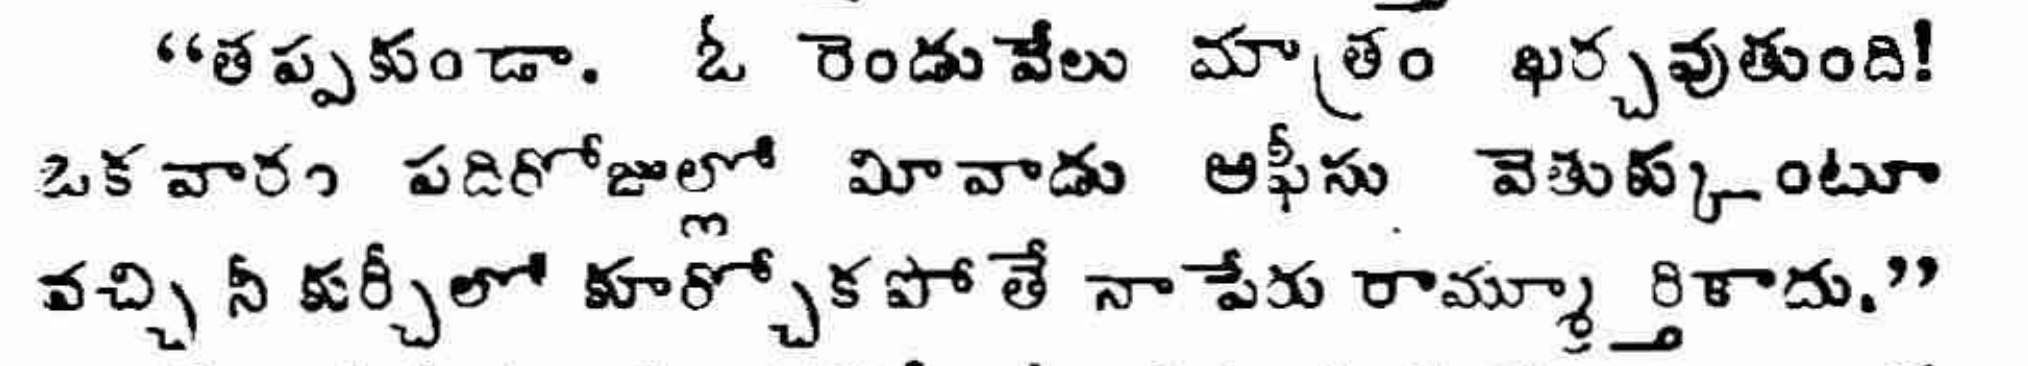 “తప్పకుండా. ఓ రెండువేలు మాత్రం ఖర్చవుతుంది!
ఒకవారం పదిరోజుల్లో మీవాడు ఆఫీసు వెతుక్కుంటూ
వచ్చి నీ కుర్చీలో కూర్చోకపోతే నాపేరు రామ్మూర్తికాదు.”